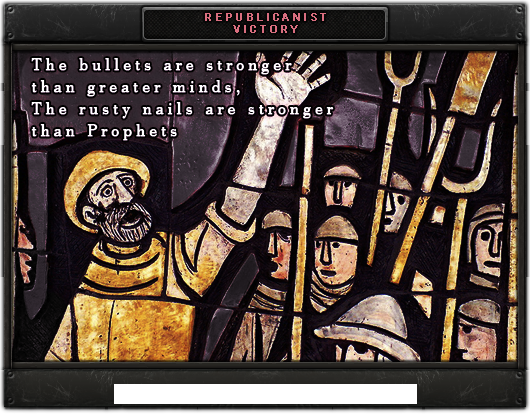 REPUBLICANIST
VICTORY
The bullets are stronger
than greater minds,
The rusty nails are stronger
than Prophets